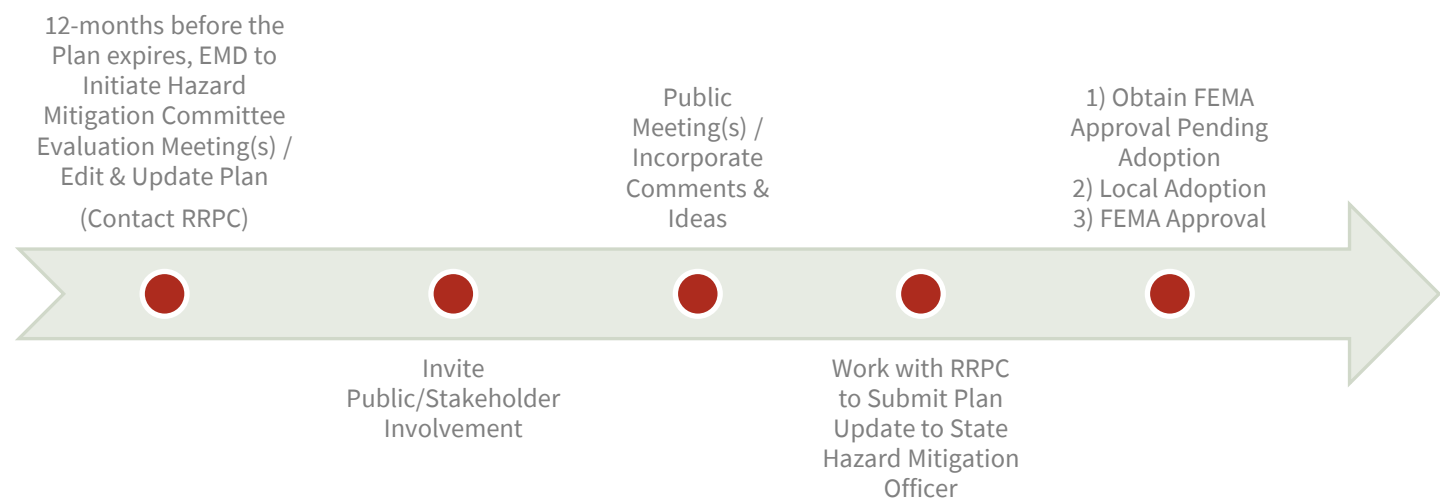 12-months before the
Plan expires, EMD to
Initiate Hazard
Mitigation Committee
Evaluation Meeting(s) /
Edit & Update Plan
(Contact RRPC)
Invite
Public/Stakeholder
Involvement
Public
Meeting(s) /
Incorporate
Comments &
Ideas
Work with RRPC
to Submit Plan
Update to State
Hazard Mitigation
Officer
1) Obtain FEMA
Approval Pending
Adoption
2) Local Adoption
3) FEMA Approval